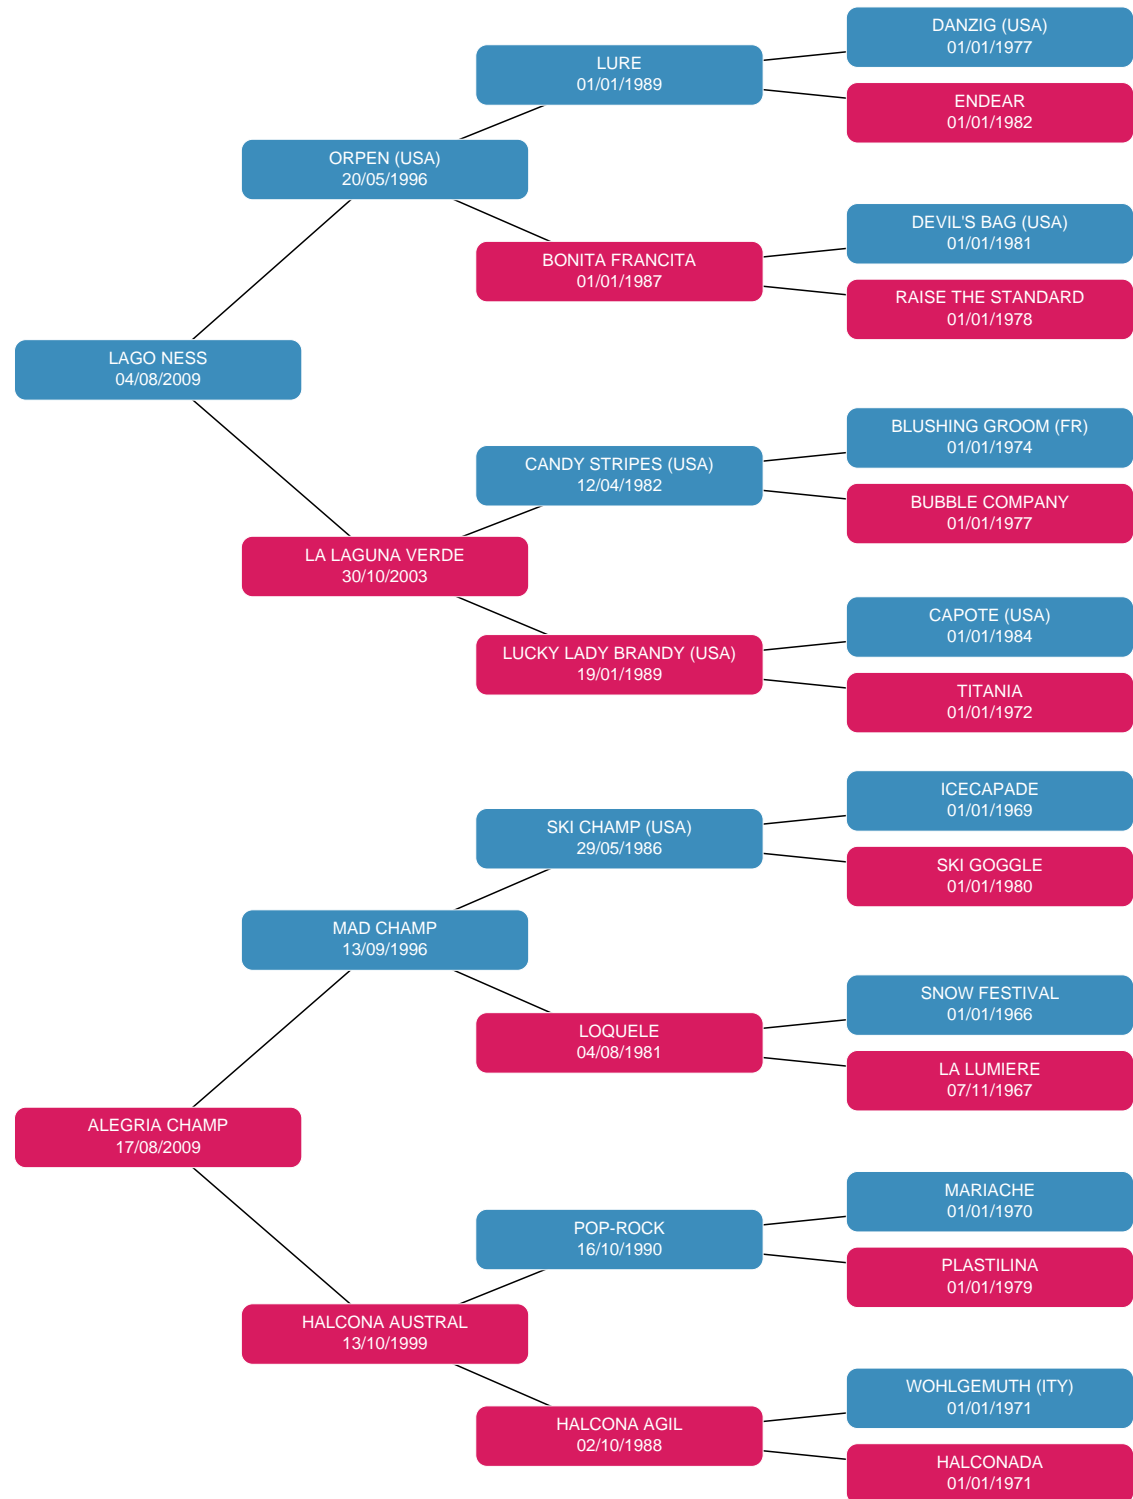 DANZIG (USA)
01/01/1977
LURE
01/01/1989
ENDEAR
01/01/1982
ORPEN (USA)
20/05/1996
DEVIL'S BAG (USA)
01/01/1981
BONITA FRANCITA
01/01/1987
RAISE THE STANDARD
01/01/1978
LAGO NESS
04/08/2009
BLUSHING GROOM (FR)
01/01/1974
CANDY STRIPES (USA)
12/04/1982
BUBBLE COMPANY
01/01/1977
LA LAGUNA VERDE
30/10/2003
CAPOTE (USA)
01/01/1984
LUCKY LADY BRANDY (USA)
19/01/1989
TITANIA
01/01/1972
ICECAPADE
01/01/1969
SKI CHAMP (USA)
29/05/1986
SKI GOGGLE
01/01/1980
MAD CHAMP
13/09/1996
SNOW FESTIVAL
01/01/1966
LOQUELE
04/08/1981
LA LUMIERE
07/11/1967
ALEGRIA CHAMP
17/08/2009
MARIACHE
01/01/1970
POP-ROCK
16/10/1990
PLASTILINA
01/01/1979
HALCONA AUSTRAL
13/10/1999
WOHLGEMUTH (ITY)
01/01/1971
HALCONA AGIL
02/10/1988
HALCONADA
01/01/1971